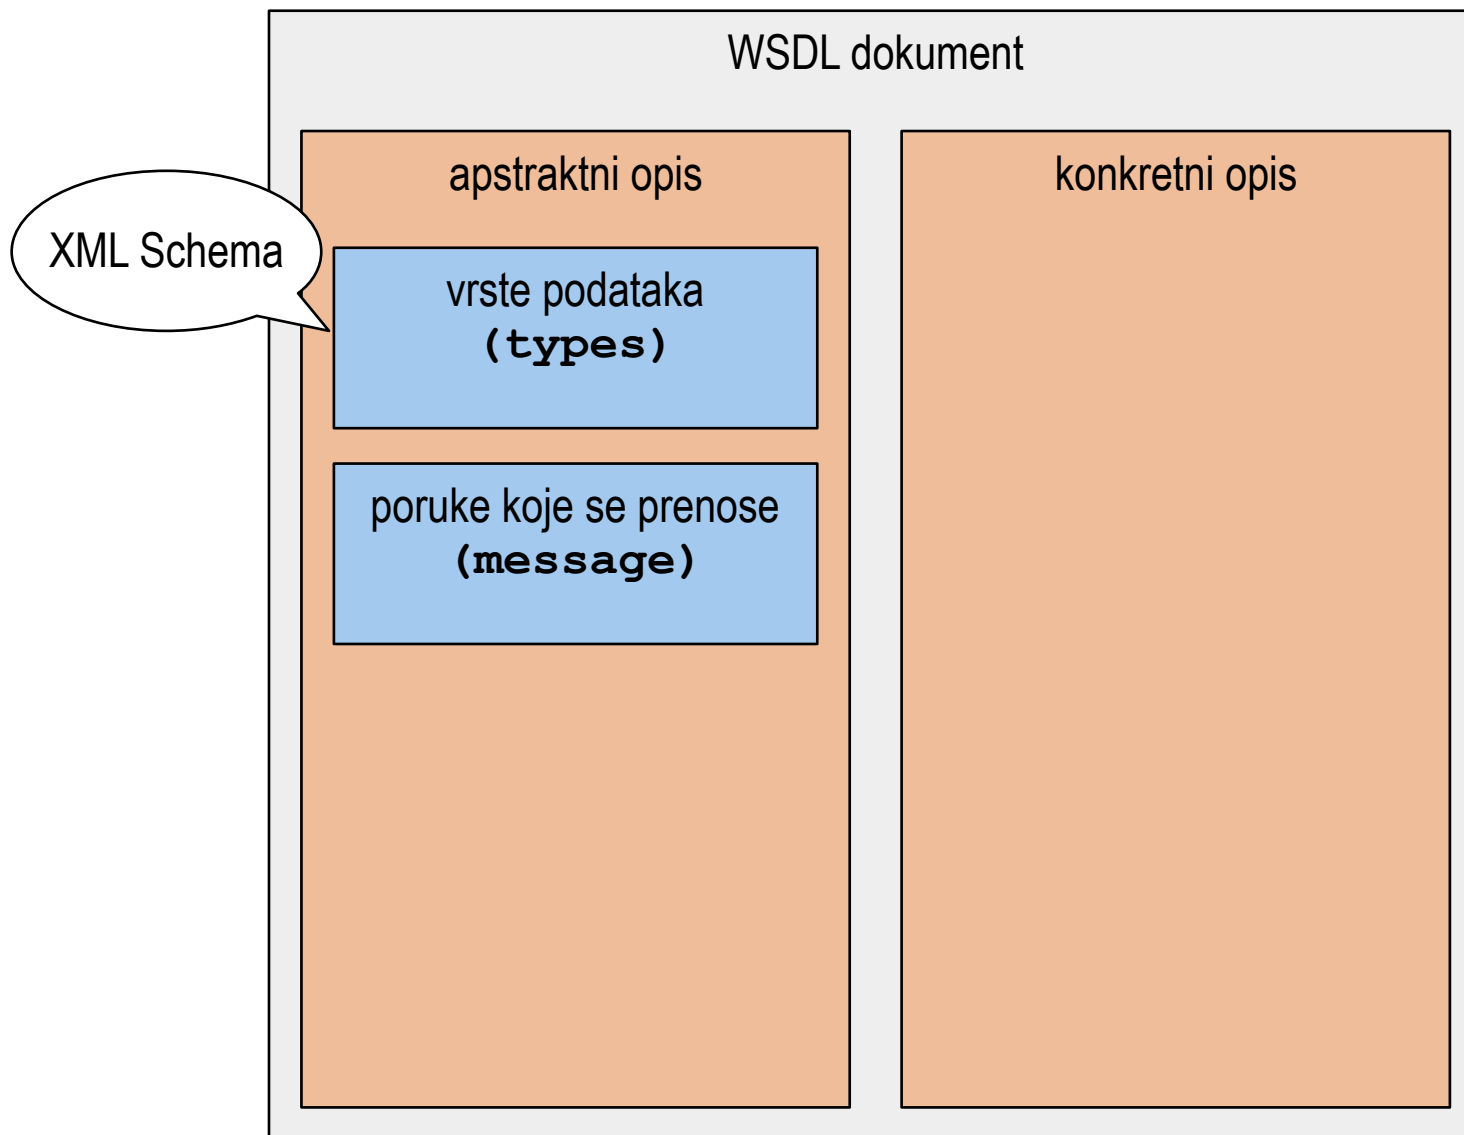 WSDL dokument
apstraktni opis
konkretni opis
XML Schema
vrste podataka
(types)
poruke koje se prenose
(message)